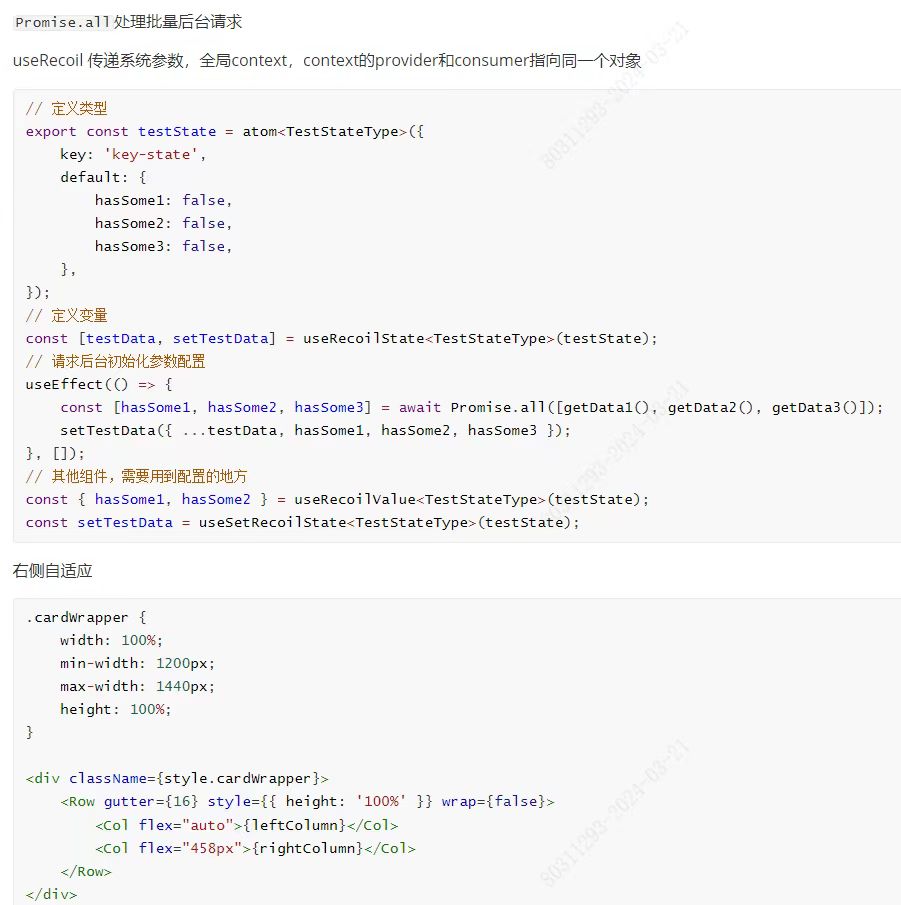 Promise.all 处理批量后台请求
useRecoil 传递系统参数，全局context，context的provider和consumer指向同一个对象
// 定义类型
export const testState = atom<TestStateType>({
    key: 'key-state',
    default: {
        hasSome1: false,
        hasSome2: false,
        hasSome3: false,
    },
});
// 定义变量
const [testData, setTestData] = useRecoilState<TestStateType>(testState);
// 请求后台初始化参数配置
useEffect(() => {
    const [hasSome1, hasSome2, hasSome3] = await Promise.all([getData1(), getData2(), getData3()]);
    setTestData({ ...testData, hasSome1, hasSome2, hasSome3 });
}, []);
// 其他组件，需要用到配置的地方
const { hasSome1, hasSome2 } = useRecoilValue<TestStateType>(testState);
const setTestData = useSetRecoilState<TestStateType>(testState);
右侧自适应
.cardWrapper {
    width: 100%;
    min-width: 1200px;
    max-width: 1440px;
    height: 100%;
}
<div className={style.cardWrapper}>
    <Row gutter={16} style={{ height: '100%' }} wrap={false}>
        <Col flex="auto">{leftColumn}</Col>
        <Col flex="458px">{rightColumn}</Col>
    </Row>
</div>
80311293-2024-03-21
80311293-2024-03-21
80311293-2024-03-21